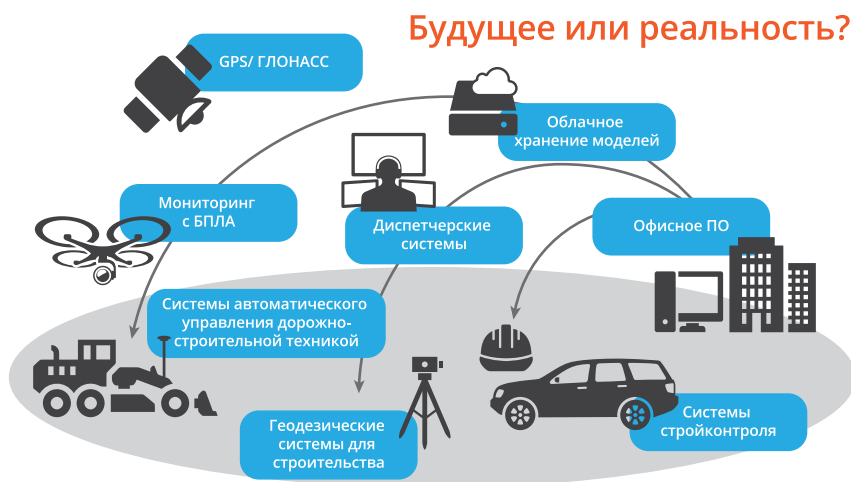 Будущее или реальность?
GPS/ ГЛОНАСС
Облачное
хранение моделей
Мониторинг
с БПЛА
Диспетчерские
системы
Офисное ПО
Системы автоматического
управления дорожно-
строительной техникой
Геодезические
системы для
строительства
Системы
стройконтроля